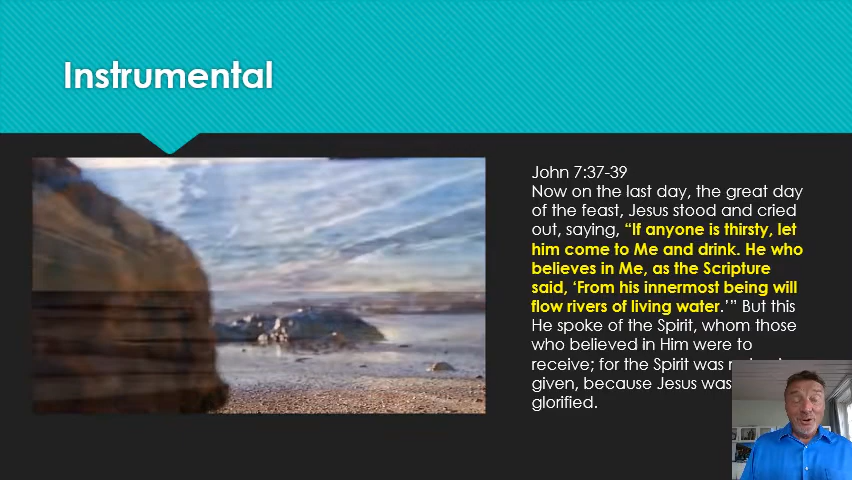 Instrumental
John 7:37-39
Now on the last day, the great day
of the feast, Jesus stood and cried
out, saying, “If anyone is thirsty, let
him come to Me and drink. He who
believes in Me, as the Scripture
said, ‘From his innermost being will
flow rivers of living water.’” But this
He spoke of the Spirit, whom those
who believed in Him were to
receive; for the Spirit was
given, because Jesus was
glorified.